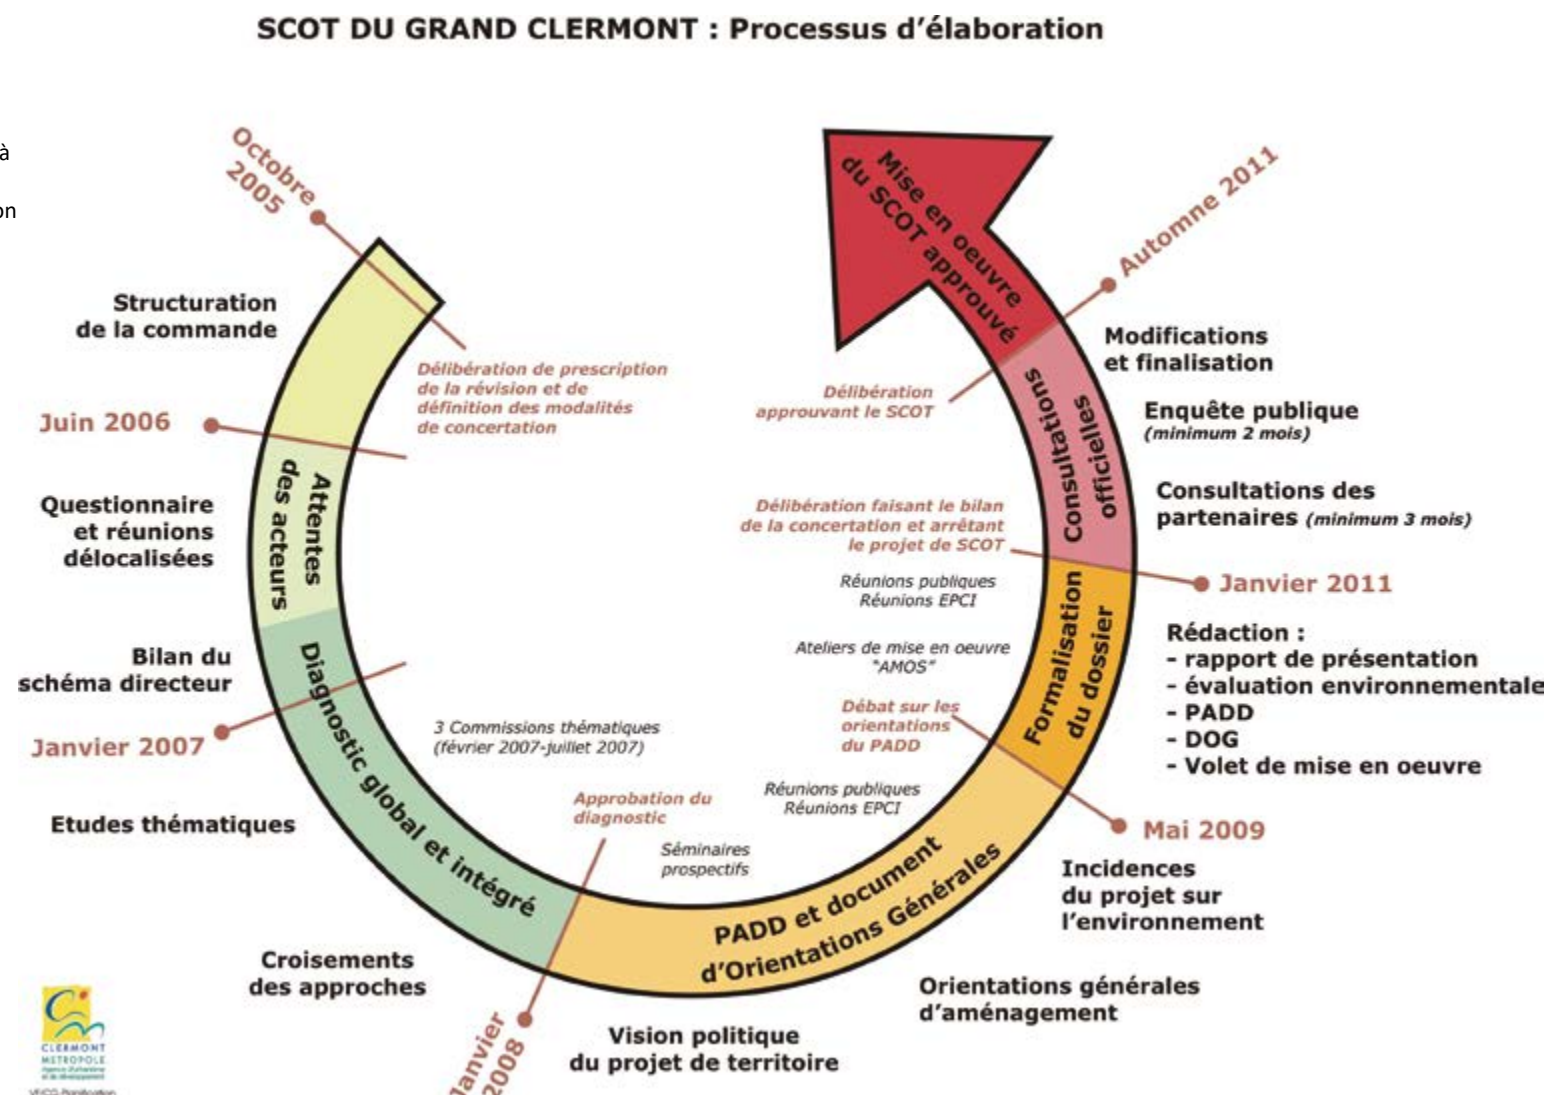 SCOT DU GRAND CLERMONT : Processus d'élaboration
à
on
Octobre
2005
Structuration
de la commande
Délibération de prescription
de la révision et de
définition des modalités
de concertation
Juin 2006
Attentes
des acteurs
Questionnaire
et réunions
délocalisées
Bilan du
schéma directeur
Janvier 2007
Diagnostic global et intégré
3 Commissions thématiques
(février 2007-juillet 2007)
Etudes thématiques
Croisements
des approches
Approbation du
diagnostic
Janvier
2008
Séminaires
prospectifs
PADD et document
d'Orientations Générales
Vision politique
du projet de territoire
Orientations générales
d'aménagement
Réunions publiques
Réunions EPCI
Incidences
du projet sur
l'environnement
Mai 2009
Débat sur les
orientations
du PADD
Formalisation
du dossier
Ateliers de mise en oeuvre
"AMOS"
Réunions publiques
Réunions EPCI
Rédaction :
- rapport de présentation
- évaluation environnementale
- PADD
- DOG
- Volet de mise en oeuvre
Janvier 2011
Délibération faisant le bilan
de la concertation et arrêtant
le projet de SCOT
Consultations
officielles
Consultations des
partenaires (minimum 3 mois)
Enquête publique
(minimum 2 mois)
Modifications
et finalisation
Délibération
approuvant le SCOT
Automne 2011
Mise en oeuvre
du SCOT approuvé
CLERMONT
METROPOLE